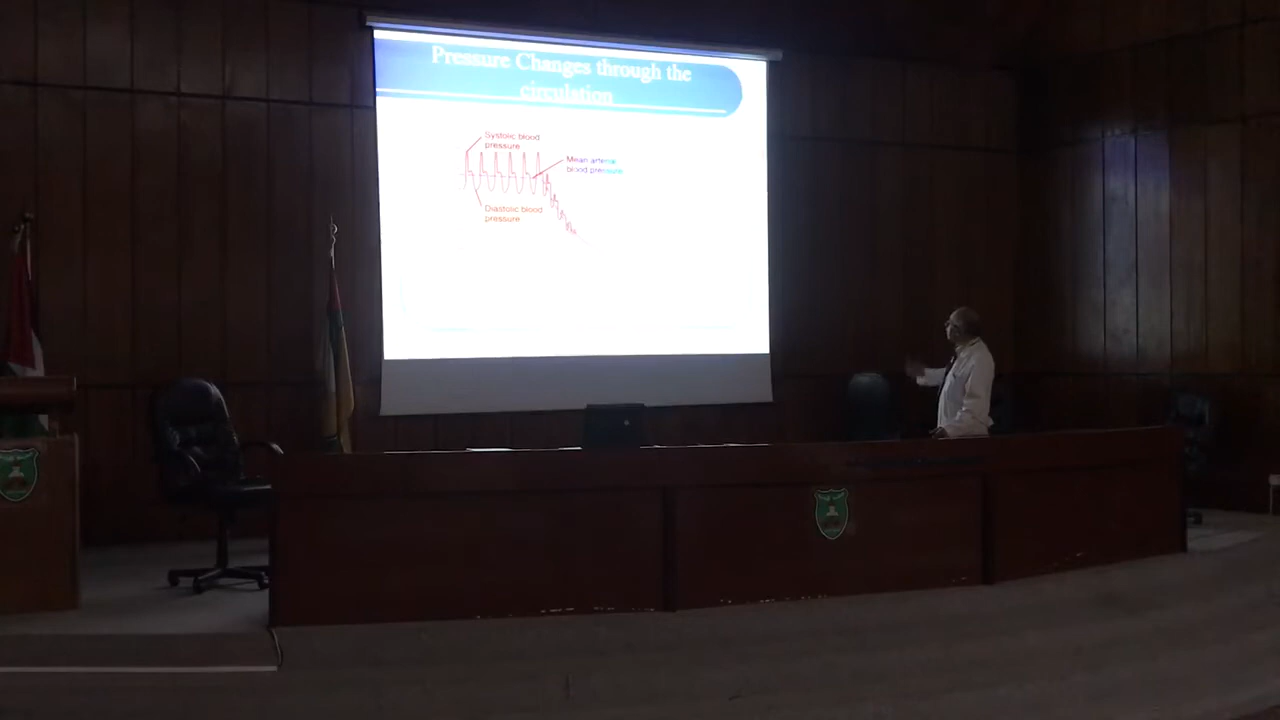 Pressure Changes through the
circulation
Systolic blood
pressure
Mean arterial
blood pressure
Diastolic blood
pressure